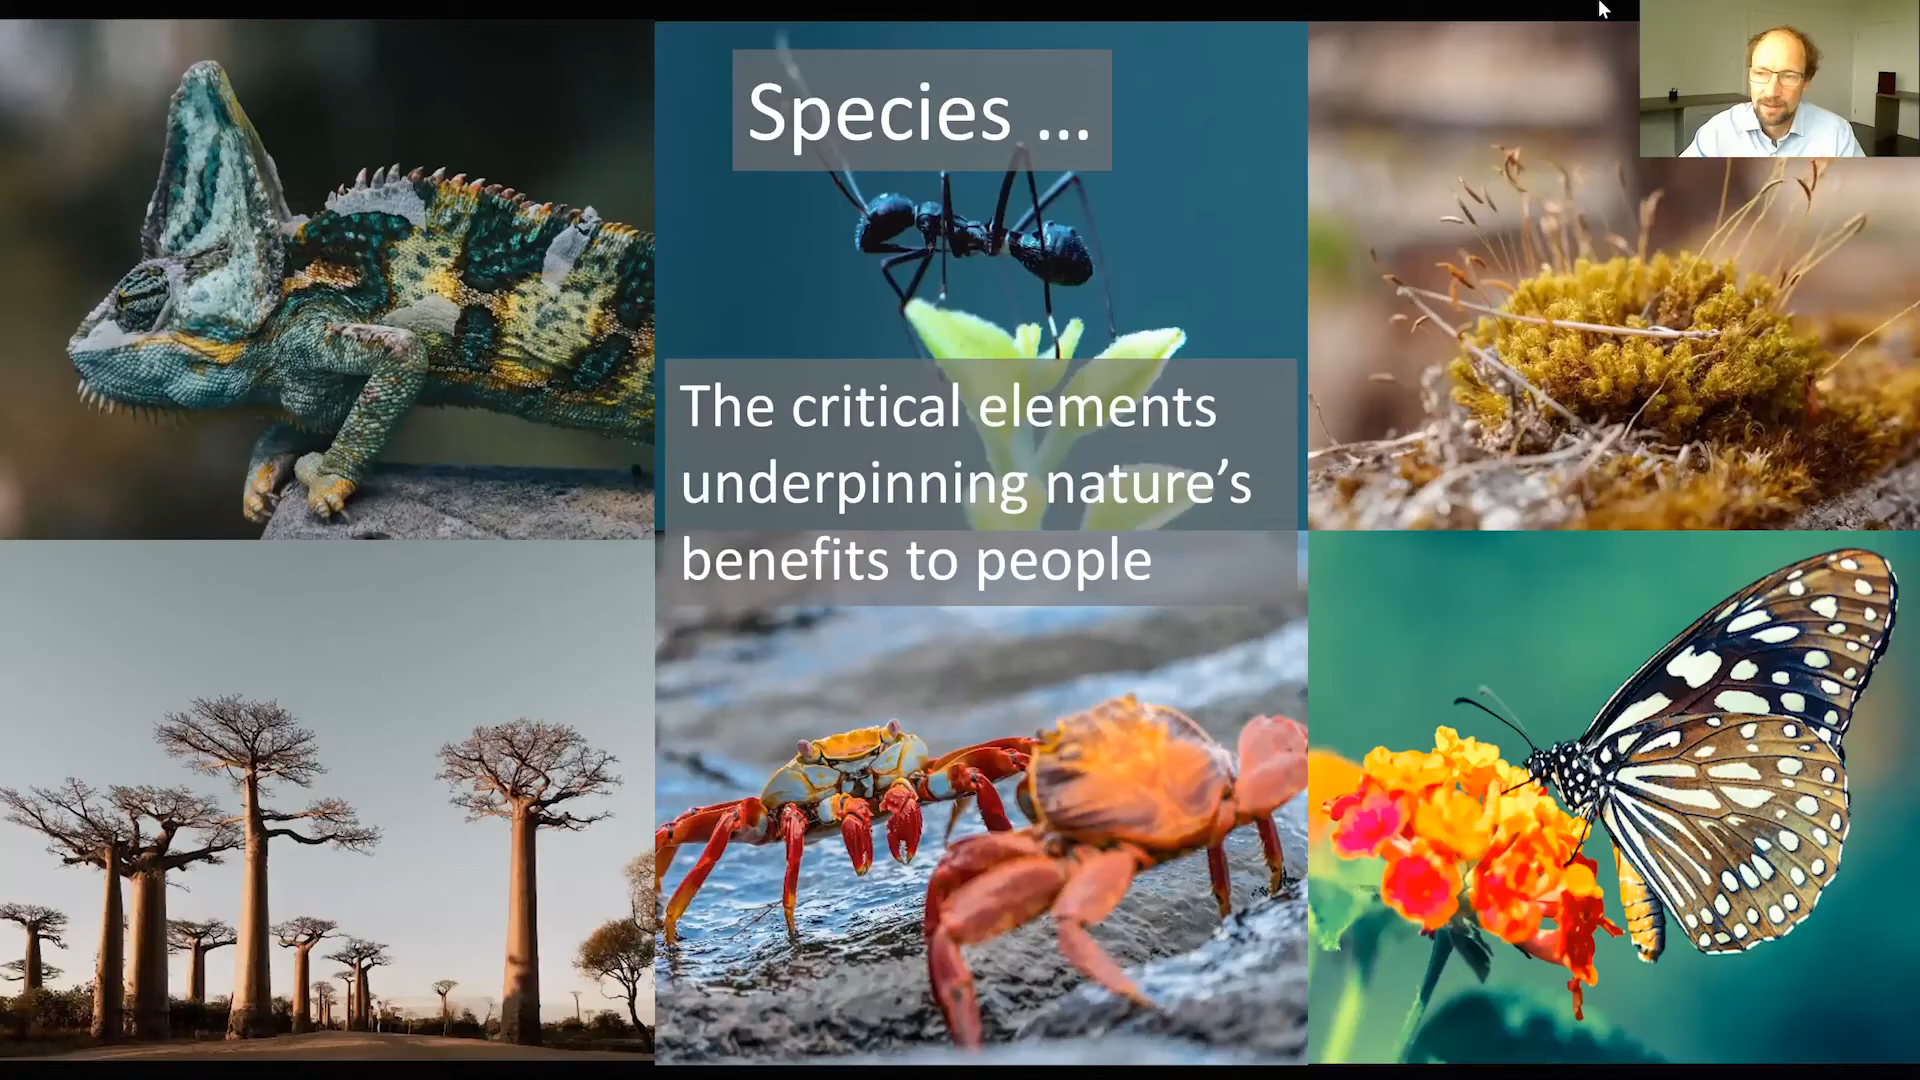 Species ...
The critical elements
underpinning nature’s
benefits to people